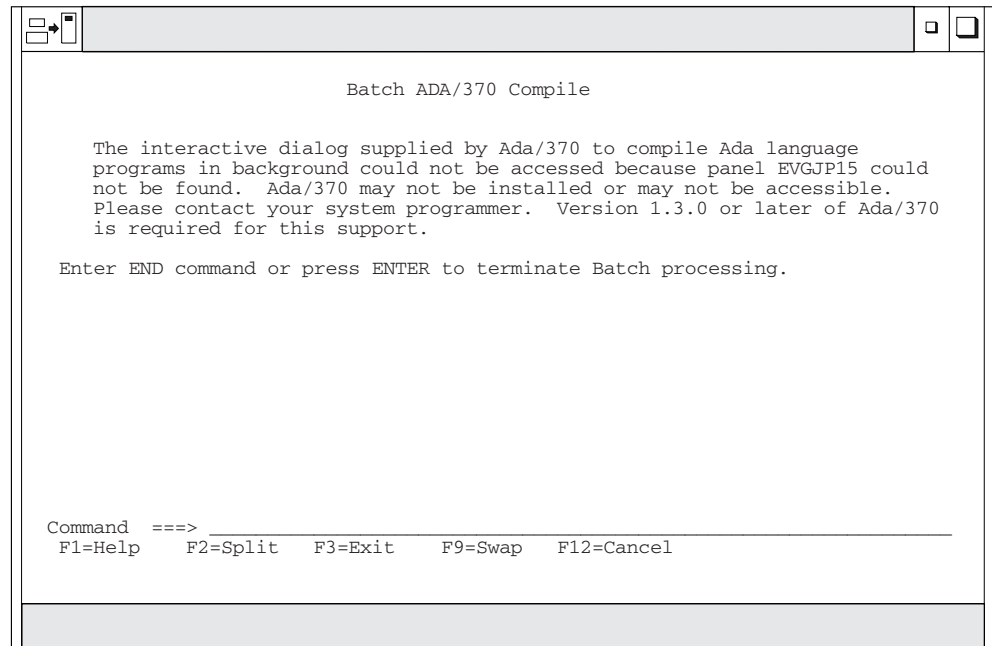 Batch ADA/370 Compile
The interactive dialog supplied by Ada/370 to compile Ada language
programs in background could not be accessed because panel EVGJP15 could
not be found.  Ada/370 may not be installed or may not be accessible.
Please contact your system programmer.  Version 1.3.0 or later of Ada/370
is required for this support.
Enter END command or press ENTER to terminate Batch processing.
Command ===> _______________________________________________________________
F1=Help F2=Split F3=Exit F9=Swap F12=Cancel